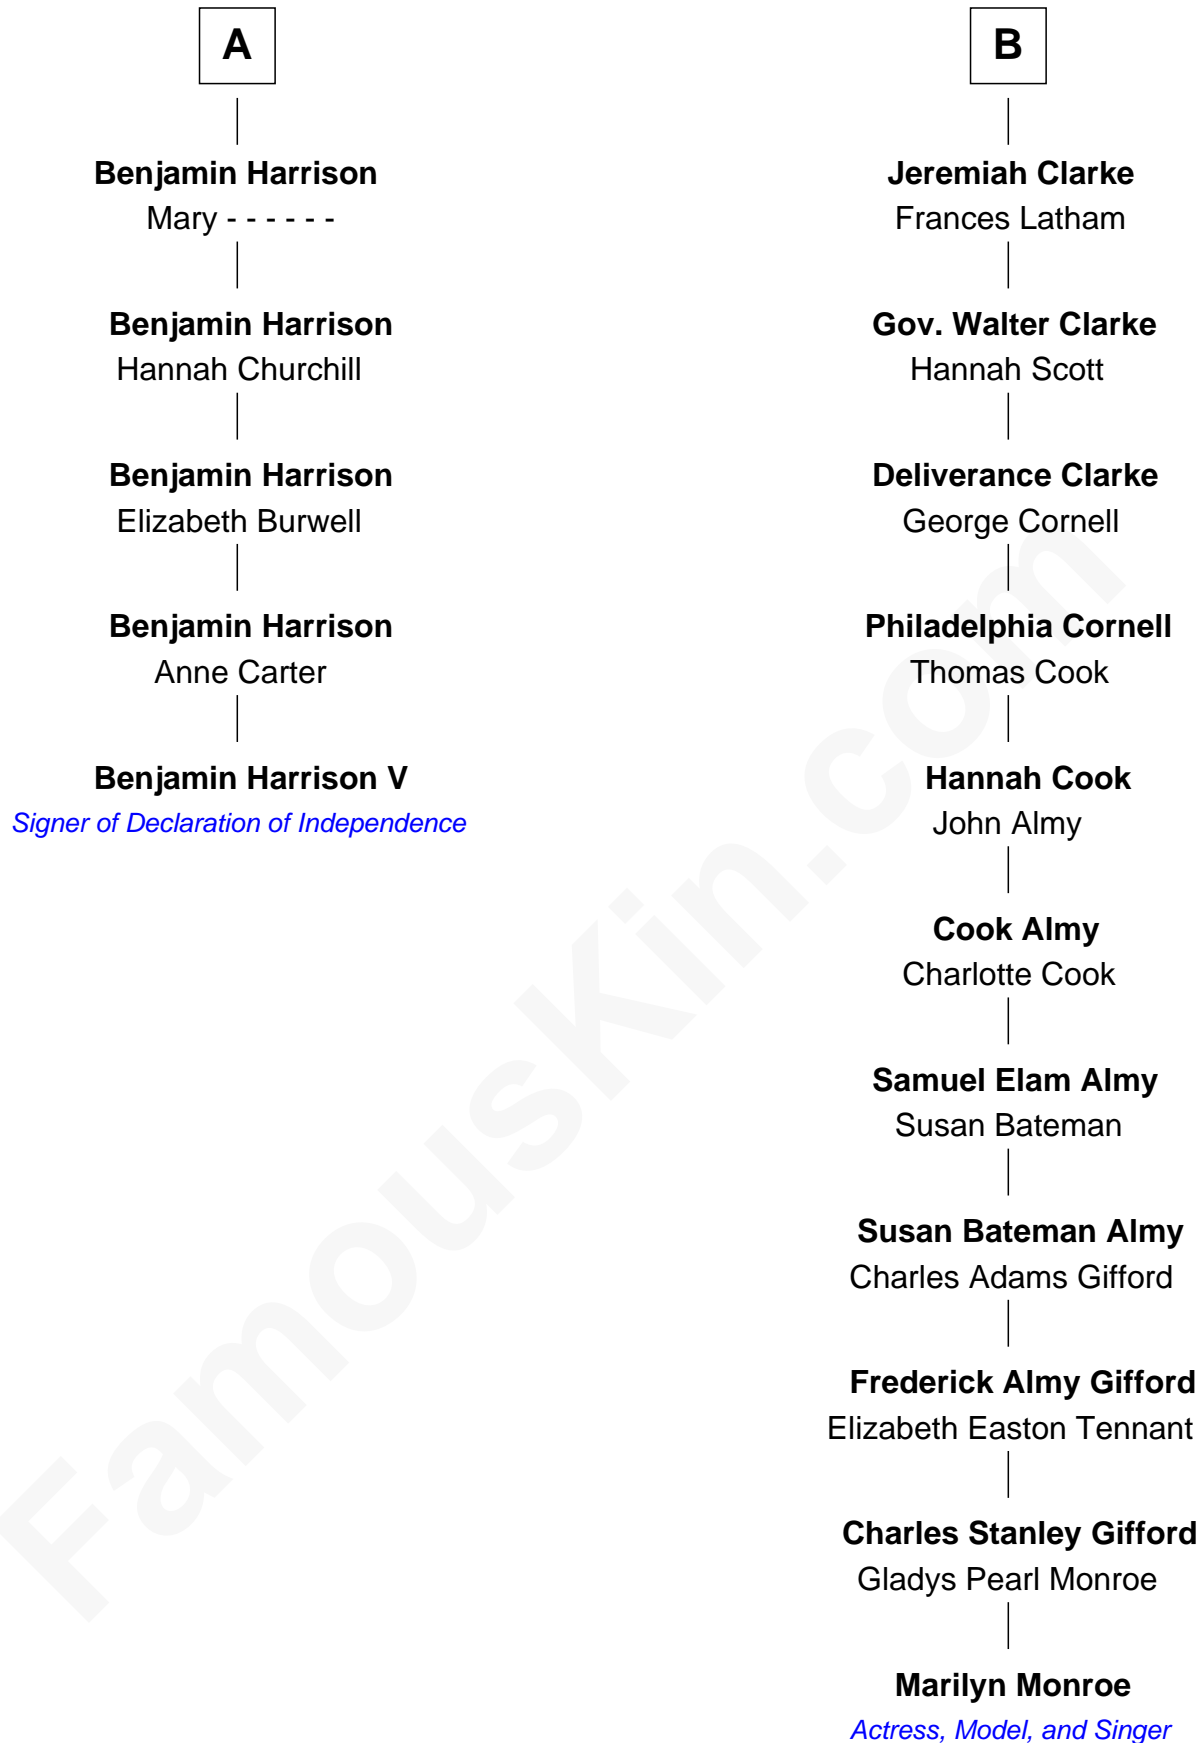 A
Benjamin Harrison
Mary - - - - - -
Benjamin Harrison
Hannah Churchill
Benjamin Harrison
Elizabeth Burwell
Benjamin Harrison
Anne Carter
Benjamin Harrison V
Signer of Declaration of Independence
B
Jeremiah Clarke
Frances Latham
Gov. Walter Clarke
Hannah Scott
Deliverance Clarke
George Cornell
Philadelphia Cornell
Thomas Cook
Hannah Cook
John Almy
Cook Almy
Charlotte Cook
Samuel Elam Almy
Susan Bateman
Susan Bateman Almy
Charles Adams Gifford
Frederick Almy Gifford
Elizabeth Easton Tennant
Charles Stanley Gifford
Gladys Pearl Monroe
Marilyn Monroe
Actress, Model, and Singer
FamousKin.com